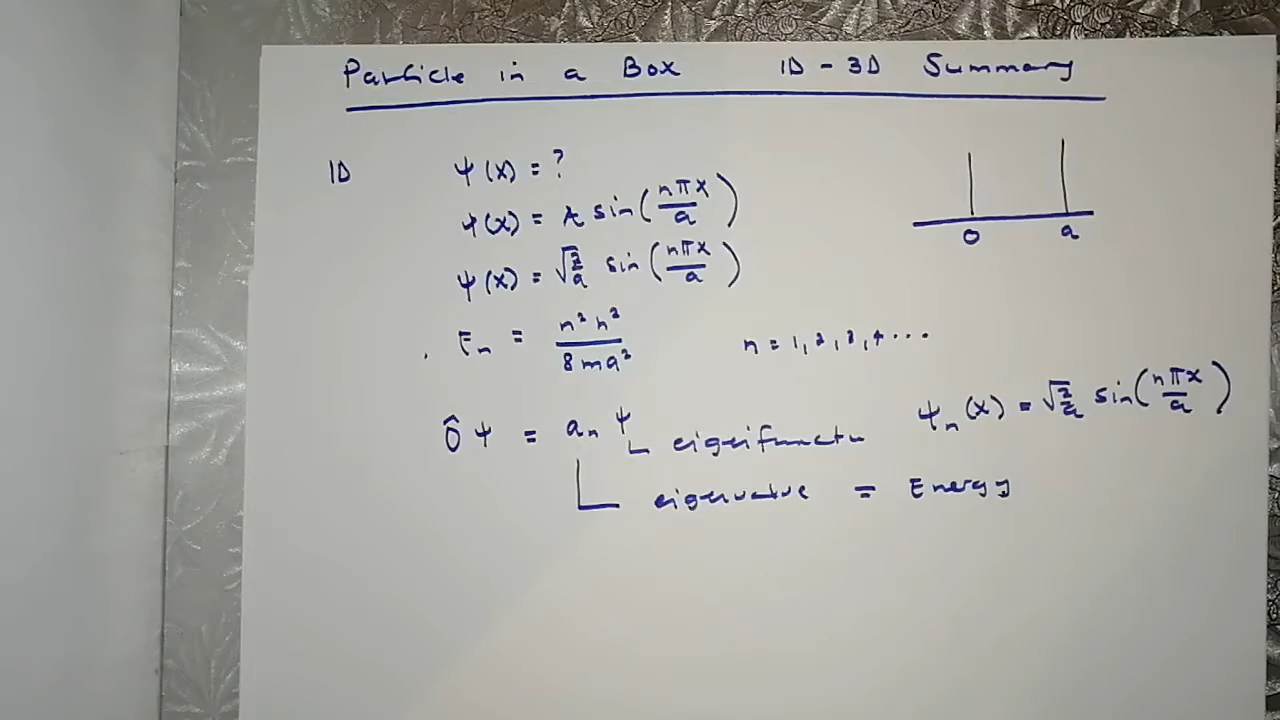 Particle in a Box 1D - 3D Summary
1D ψ(x) = ?
ψ(x) = A sin(nπx/a)
0 a
ψ(x) = √(2/a) sin(nπx/a)
En = n²h²/8ma² n = 1, 2, 3, 4 ...
Ôψ = an ψ eigeifunctn ψn(x) = √(2/a) sin(nπx/a)
eigenvalue = Energy